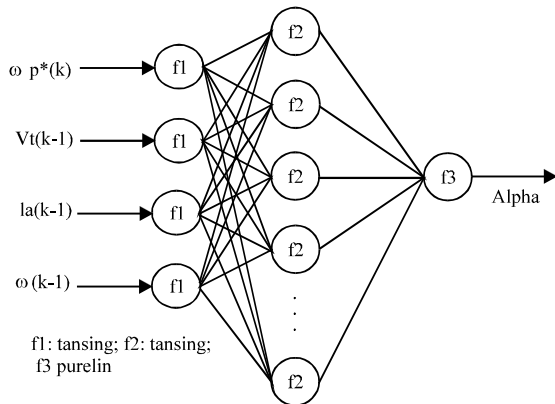 ω p*(k)
Vt(k-1)
Ia(k-1)
ω(k-1)
f1
f1
f1
f1
f2
f2
f2
f2
.
.
.
f2
f3
Alpha
f1: tansing; f2: tansing;
f3 purelin